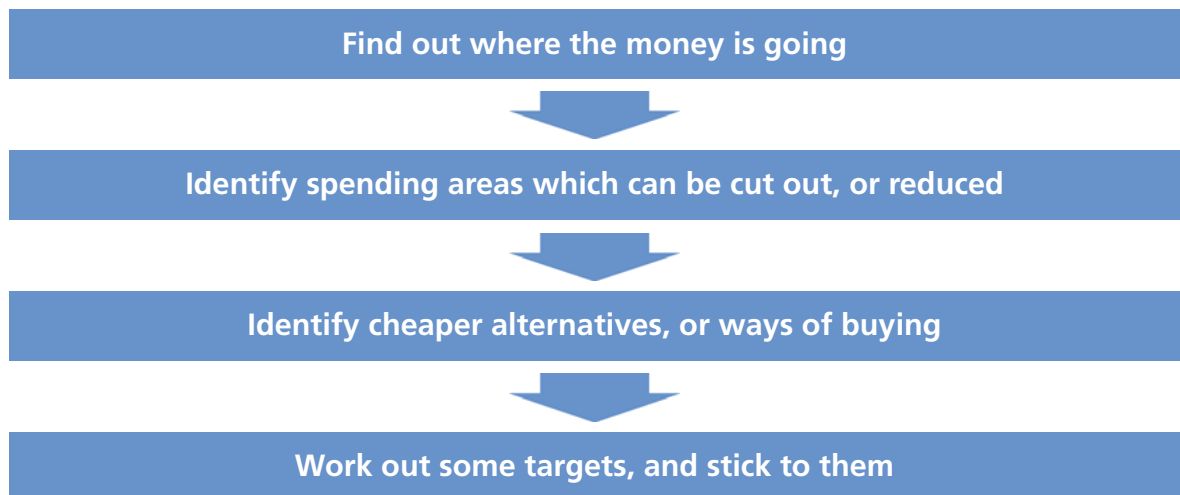 Find out where the money is going
Identify spending areas which can be cut out, or reduced
Identify cheaper alternatives, or ways of buying
Work out some targets, and stick to them